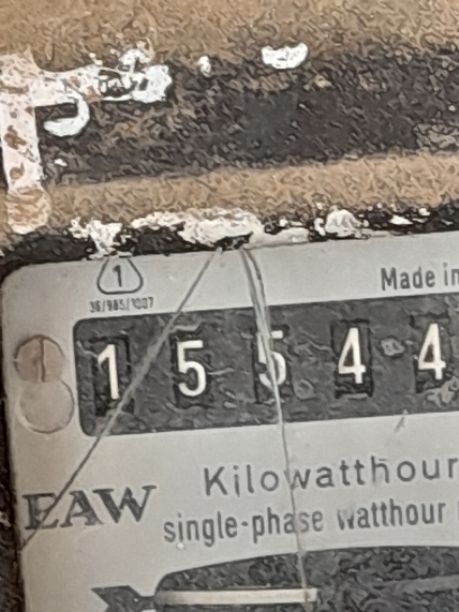 1
Made in
36/985/1007
1 5 5 4 4
Kilowatthour
EAW
single-phase watthour